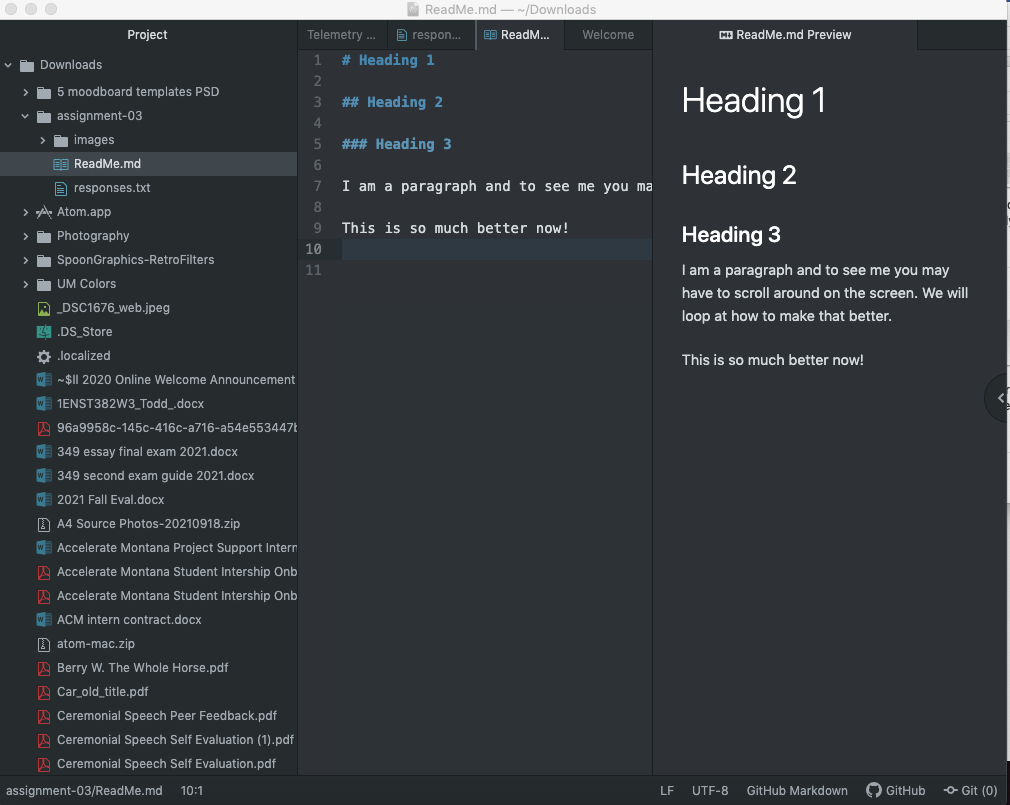 ReadMe.md — ~/Downloads
Project
Downloads
5 moodboard templates PSD
assignment-03
images
ReadMe.md
responses.txt
Atom.app
Photography
SpoonGraphics-RetroFilters
UM Colors
_DSC1676_web.jpeg
.DS_Store
.localized
~$ll 2020 Online Welcome Announcement
1ENST382W3_Todd_.docx
96a9958c-145c-416c-a716-a54e553447b
349 essay final exam 2021.docx
349 second exam guide 2021.docx
2021 Fall Eval.docx
A4 Source Photos-20210918.zip
Accelerate Montana Project Support Intern
Accelerate Montana Student Intership Onb
Accelerate Montana Student Intership Onb
ACM intern contract.docx
atom-mac.zip
Berry W. The Whole Horse.pdf
Car_old_title.pdf
Ceremonial Speech Peer Feedback.pdf
Ceremonial Speech Self Evaluation (1).pdf
Ceremonial Speech Self Evaluation.pdf
Telemetry ... respon... ReadM... Welcome
1 # Heading 1
2
3 ## Heading 2
4
5 ### Heading 3
6
7 I am a paragraph and to see me you ma
8
9 This is so much better now!
10
11
ReadMe.md Preview
Heading 1
Heading 2
Heading 3
I am a paragraph and to see me you may
have to scroll around on the screen. We will
loop at how to make that better.
This is so much better now!
assignment-03/ReadMe.md 10:1 LF UTF-8 GitHub Markdown GitHub Git (0)